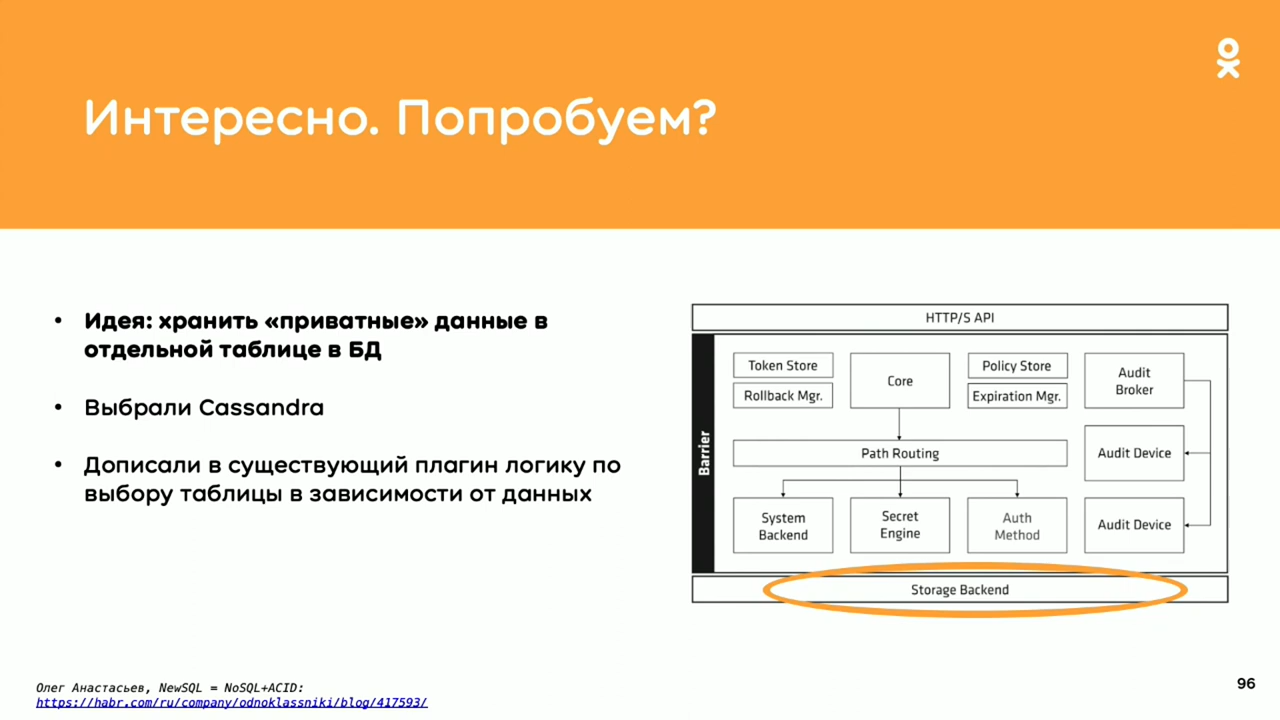 Интересно. Попробуем?
• Идея: хранить «приватные» данные в
отдельной таблице в БД
• Выбрали Cassandra
• Дописали в существующий плагин логику по
выбору таблицы в зависимости от данных
HTTP/S API
Barrier
Token Store
Rollback Mgr.
Core
Policy Store
Expiration Mgr.
Audit
Broker
Path Routing
Audit Device
System
Backend
Secret
Engine
Auth
Method
Audit Device
Storage Backend
Олег Анастасьев, NewSQL = NoSQL+ACID:
https://habr.com/ru/company/odnoklassniki/blog/417593/
96